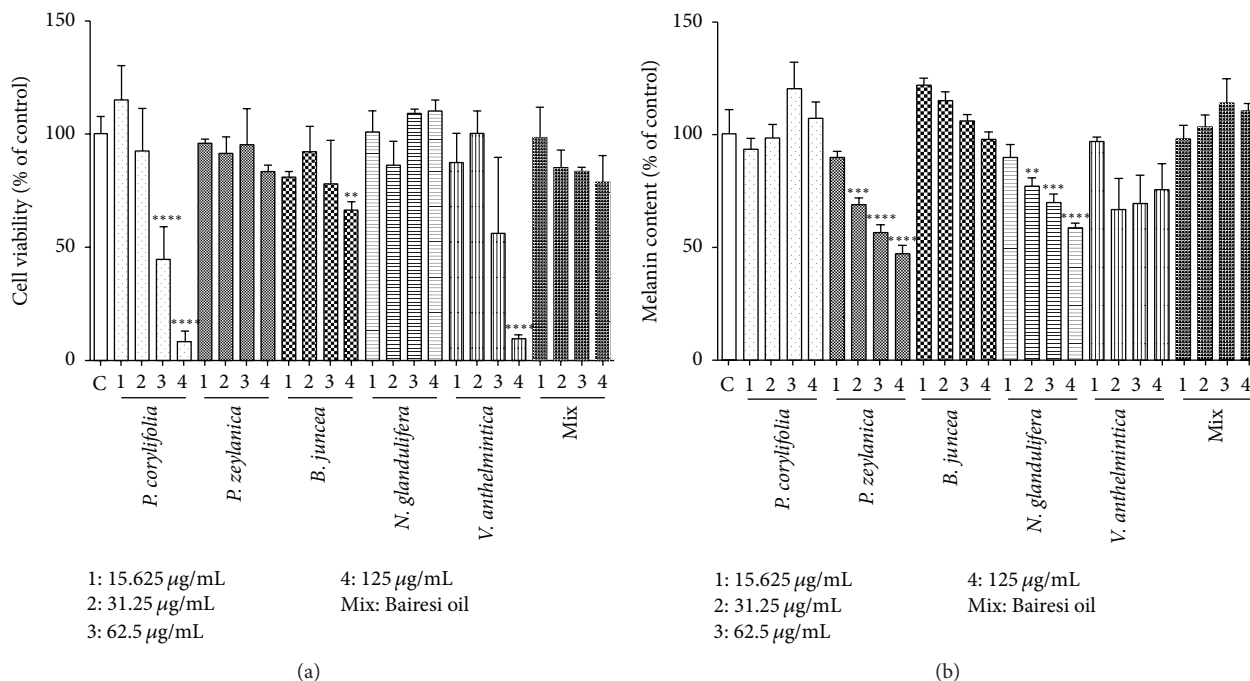 150
100
50
0
Cell viability (% of control)
****
****
**
****
C 1 2 3 4 1 2 3 4 1 2 3 4 1 2 3 4 1 2 3 4 1 2 3 4
P. corylifolia
P. zeylanica
B. juncea
N. glandulifera
V. anthelmintica
Mix
1: 15.625 μg/mL
2: 31.25 μg/mL
3: 62.5 μg/mL
4: 125 μg/mL
Mix: Bairesi oil
(a)
150
100
50
0
Melanin content (% of control)
***
****
****
**
***
****
C 1 2 3 4 1 2 3 4 1 2 3 4 1 2 3 4 1 2 3 4 1 2 3 4
P. corylifolia
P. zeylanica
B. juncea
N. glandulifera
V. anthelmintica
Mix
1: 15.625 μg/mL
2: 31.25 μg/mL
3: 62.5 μg/mL
4: 125 μg/mL
Mix: Bairesi oil
(b)